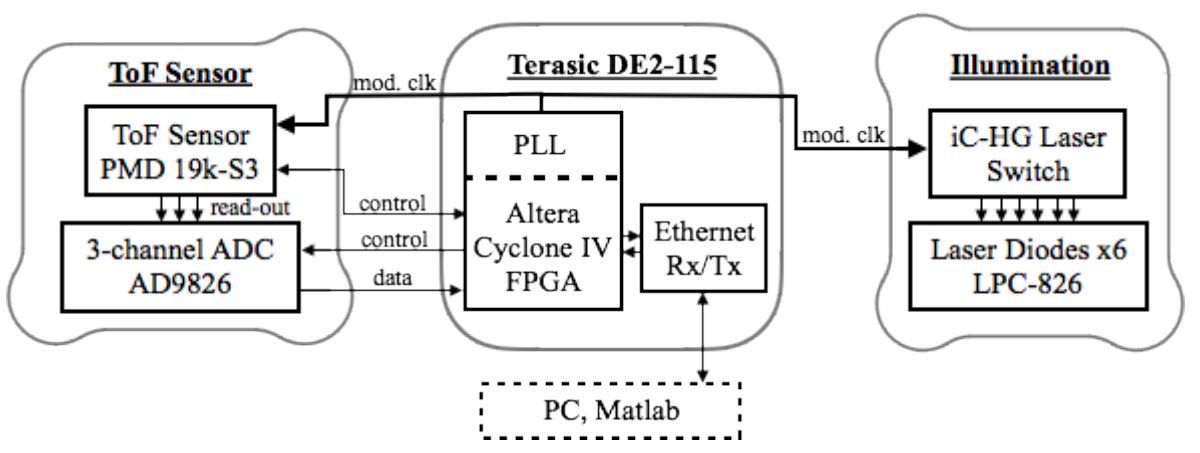 ToF Sensor
ToF Sensor
PMD 19k-S3
read-out
3-channel ADC
AD9826
mod. clk
control
control
data
Terasic DE2-115
PLL
Altera
Cyclone IV
FPGA
Ethernet
Rx/Tx
PC, Matlab
mod. clk
Illumination
iC-HG Laser
Switch
Laser Diodes x6
LPC-826